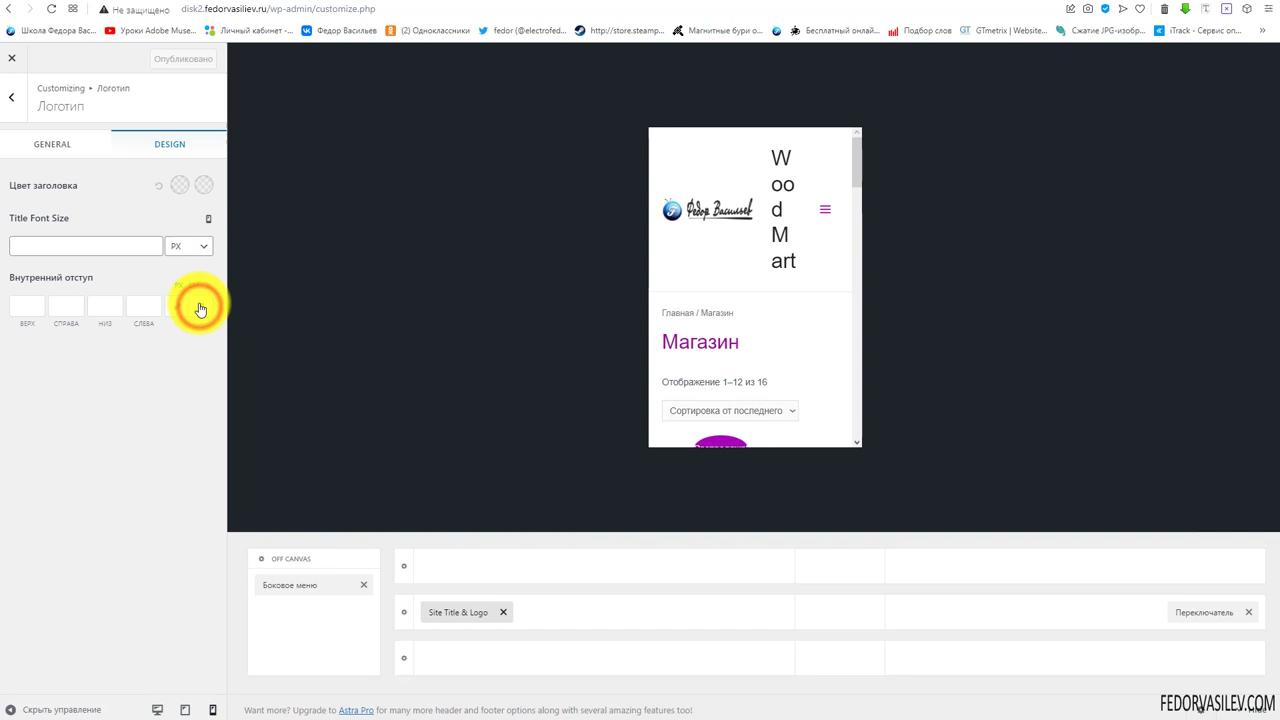 Не защищено
disk2.fedorvasiliev.ru/wp-admin/customize.php
Школа Федора Вас...
Уроки Adobe Muse...
Личный кабинет -...
Федор Васильев
(2) Одноклассники
fedor (@electrofed...
http://store.steamp...
Магнитные бури о...
Бесплатный онлай...
Подбор слов
GTmetrix | Website...
Сжатие JPG-изобр...
iTrack - Сервис оп...
Опубликовано
Customizing ▸ Логотип
Логотип
GENERAL
DESIGN
Цвет заголовка
Title Font Size
PX
Внутренний отступ
ВЕРХ
СПРАВА
НИЗ
СЛЕВА
Федор Васильев
W
oo
d
M
art
Главная / Магазин
Магазин
Отображение 1–12 из 16
Сортировка от последнего
OFF CANVAS
Боковое меню
Site Title & Logo
Переключатель
Скрыть управление
Want more? Upgrade to Astra Pro for many more header and footer options along with several amazing features too!
FEDORVASILEV.COM